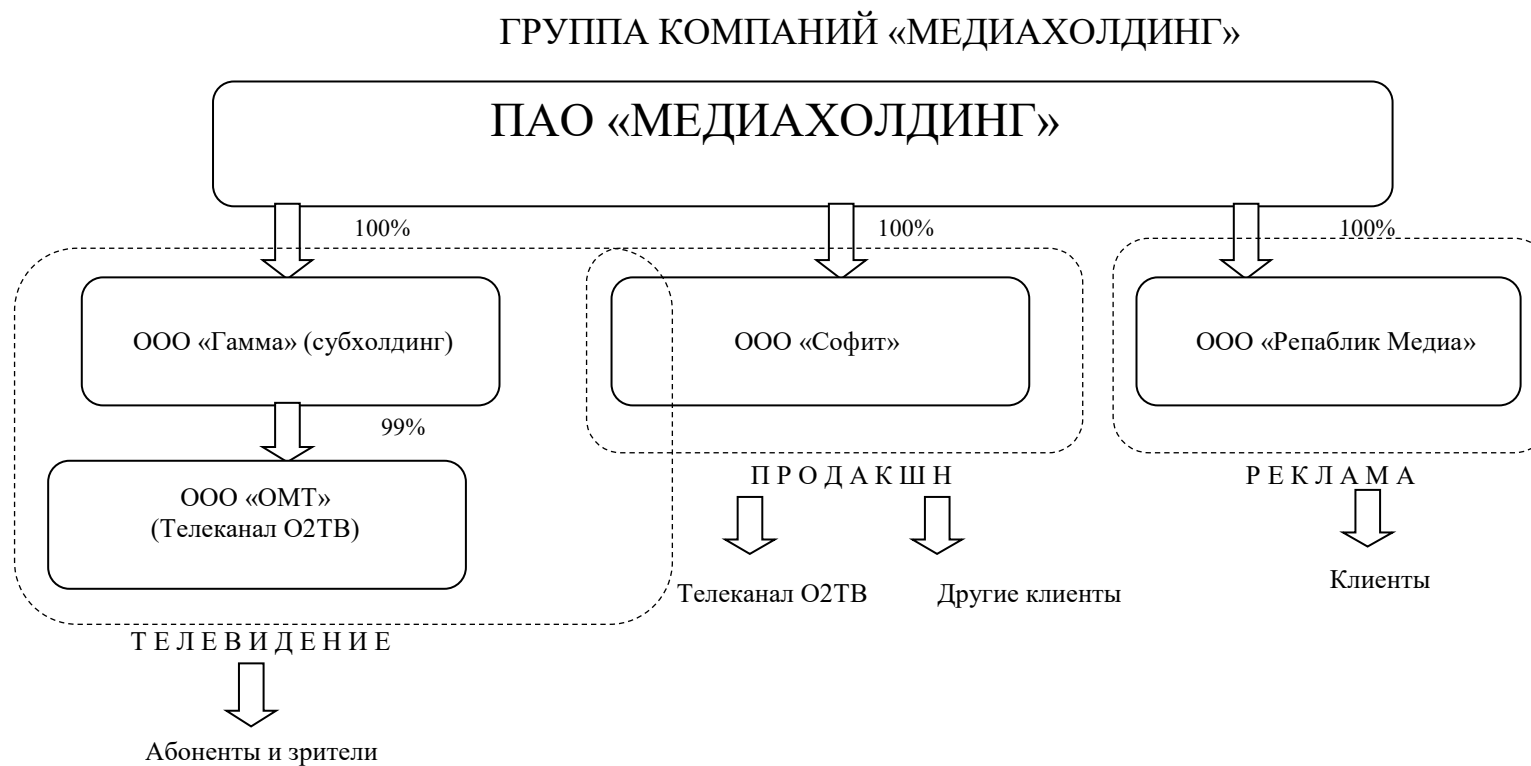 ГРУППА КОМПАНИЙ «МЕДИАХОЛДИНГ»
ПАО «МЕДИАХОЛДИНГ»
100%
100%
100%
ООО «Гамма» (субхолдинг)
ООО «Софит»
ООО «Репаблик Медиа»
99%
ООО «ОМТ»
(Телеканал О2ТВ)
П Р О Д А К Ш Н
Р Е К Л А М А
Телеканал О2ТВ
Другие клиенты
Клиенты
Т Е Л Е В И Д Е Н И Е
Абоненты и зрители